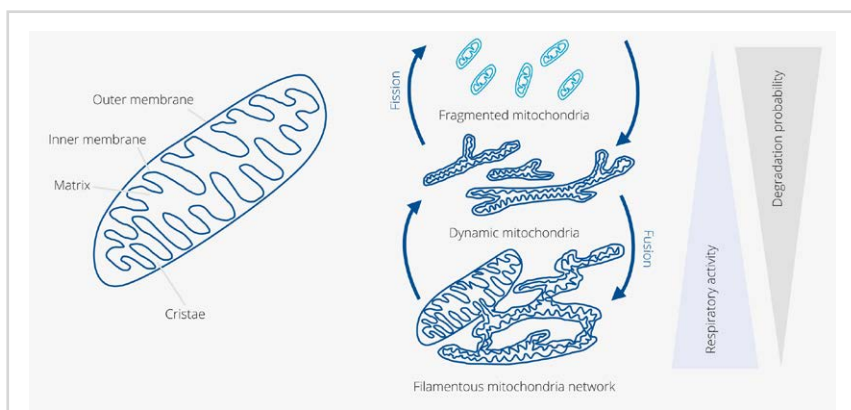 Outer membrane
Inner membrane
Matrix
Cristae
Fission
Fragmented mitochondria
Dynamic mitochondria
Fusion
Filamentous mitochondria network
Respiratory activity
Degradation probability